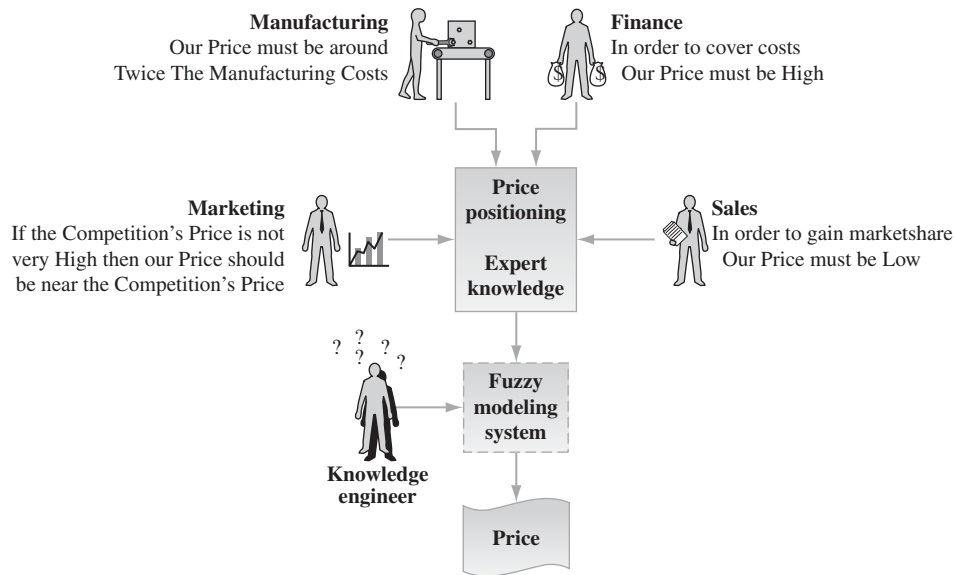 Manufacturing
Our Price must be around
Twice The Manufacturing Costs
Finance
In order to cover costs
Our Price must be High
$
$
Marketing
If the Competition’s Price is not
very High then our Price should
be near the Competition’s Price
Price
positioning
Expert
knowledge
Sales
In order to gain marketshare
Our Price must be Low
? ? ? ? ?
Knowledge
engineer
Fuzzy
modeling
system
Price